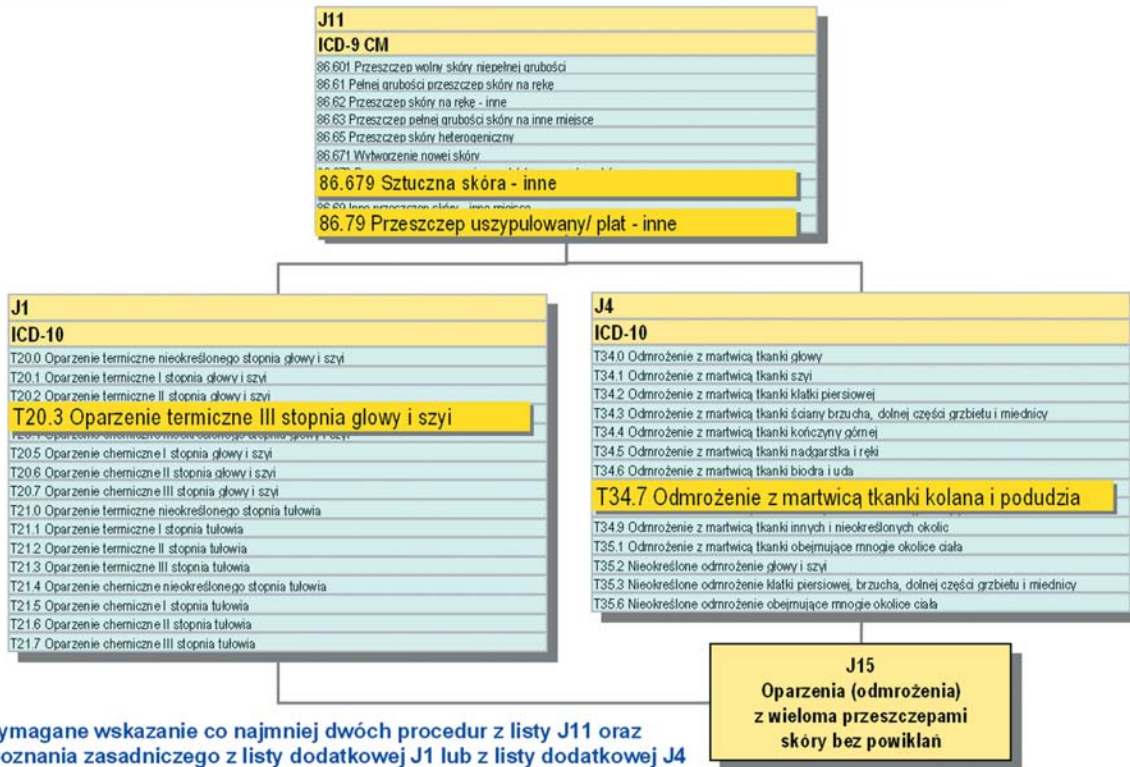 J11
ICD-9 CM
86.601 Przeszczep wolny skóry niepełnej grubości
86.61 Pełnej grubości przeszczep skóry na rękę
86.62 Przeszczep skóry na rękę - inne
86.63 Przeszczep pełnej grubości skóry na inne miejsce
86.65 Przeszczep skóry heterogeniczny
86.671 Wytworzenie nowej skóry
86.679 Sztuczna skóra - inne
86.69 Inne przeszczep skóry - inne miejsce
86.79 Przeszczep uszypulowany/ plat - inne
J1
ICD-10
T20.0 Oparzenie termiczne nieokreślonego stopnia głowy i szyi
T20.1 Oparzenie termiczne I stopnia głowy i szyi
T20.2 Oparzenie termiczne II stopnia głowy i szyi
T20.3 Oparzenie termiczne III stopnia glowy i szyi
T20.5 Oparzenie chemiczne I stopnia głowy i szyi
T20.6 Oparzenie chemiczne II stopnia głowy i szyi
T20.7 Oparzenie chemiczne III stopnia głowy i szyi
T21.0 Oparzenie termiczne nieokreślonego stopnia tułowia
T21.1 Oparzenie termiczne I stopnia tułowia
T21.2 Oparzenie termiczne II stopnia tułowia
T21.3 Oparzenie termiczne III stopnia tułowia
T21.4 Oparzenie chemiczne nieokreślonego stopnia tułowia
T21.5 Oparzenie chemiczne I stopnia tułowia
T21.6 Oparzenie chemiczne II stopnia tułowia
T21.7 Oparzenie chemiczne III stopnia tułowia
J4
ICD-10
T34.0 Odmrożenie z martwicą tkanki głowy
T34.1 Odmrożenie z martwicą tkanki szyi
T34.2 Odmrożenie z martwicą tkanki klatki piersiowej
T34.3 Odmrożenie z martwicą tkanki ściany brzucha, dolnej części grzbietu i miednicy
T34.4 Odmrożenie z martwicą tkanki kończyny górnej
T34.5 Odmrożenie z martwicą tkanki nadgarstka i ręki
T34.6 Odmrożenie z martwicą tkanki biodra i uda
T34.7 Odmrożenie z martwicą tkanki kolana i podudzia
T34.9 Odmrożenie z martwicą tkanki innych i nieokreślonych okolic
T35.1 Odmrożenie z martwicą tkanki obejmujące mnogie okolice ciała
T35.2 Nieokreślone odmrożenie głowy i szyi
T35.3 Nieokreślone odmrożenie klatki piersiowej, brzucha, dolnej części grzbietu i miednicy
T35.6 Nieokreślone odmrożenie obejmujące mnogie okolice ciała
J15
Oparzenia (odmrożenia)
z wieloma przeszczepami
skóry bez powikłań
ymagane wskazanie co najmniej dwóch procedur z listy J11 oraz
poznania zasadniczego z listy dodatkowej J1 lub z listy dodatkowej J4